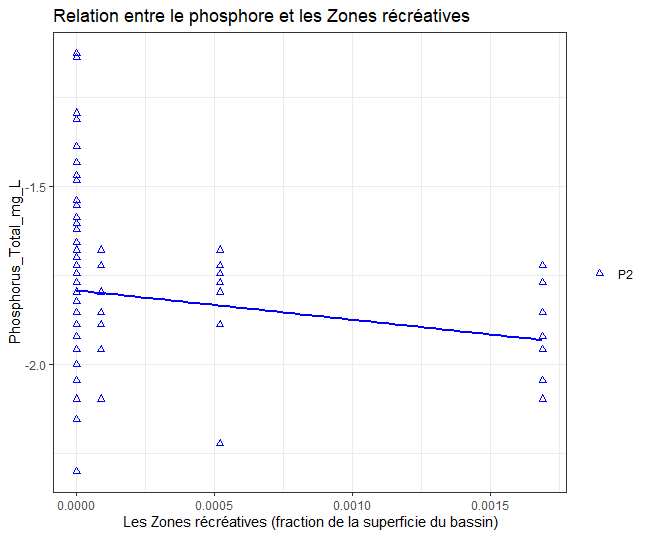 Relation entre le phosphore et les Zones récréatives
Phosphorus_Total_mg_L
-1.5
-2.0
P2
0.0000
0.0005
0.0010
0.0015
Les Zones récréatives (fraction de la superficie du bassin)